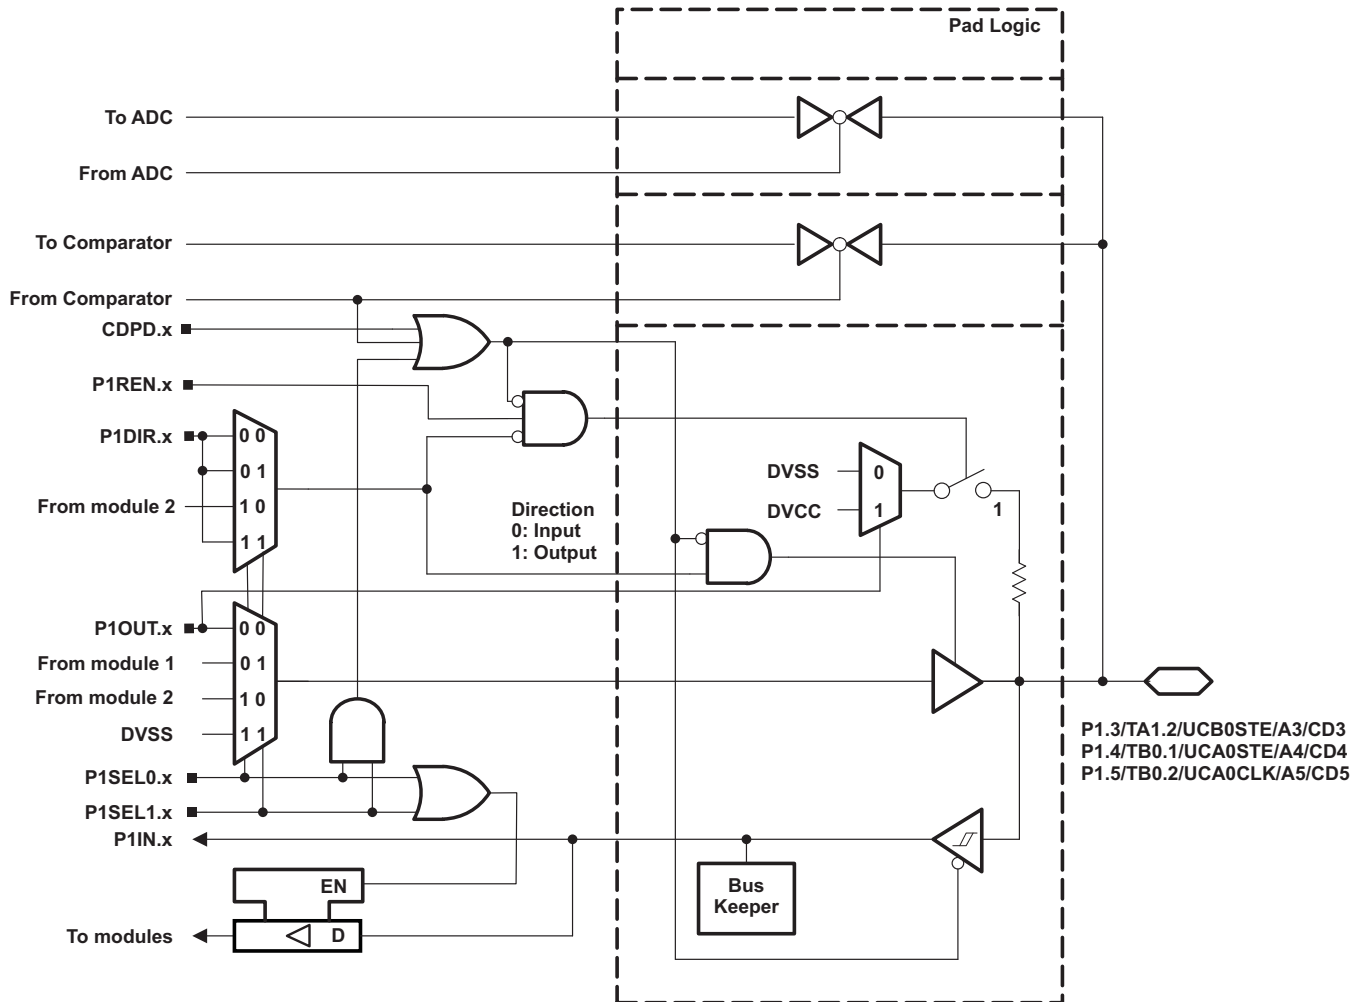 Pad Logic
To ADC
From ADC
To Comparator
From Comparator
CDPD.x
P1REN.x
P1DIR.x
0 0
0 1
From module 2
1 0
1 1
Direction
0: Input
1: Output
DVSS
0
DVCC
1
1
P1OUT.x
0 0
From module 1
0 1
From module 2
1 0
DVSS
1 1
P1.3/TA1.2/UCB0STE/A3/CD3
P1.4/TB0.1/UCA0STE/A4/CD4
P1.5/TB0.2/UCA0CLK/A5/CD5
P1SEL0.x
P1SEL1.x
P1IN.x
Bus
Keeper
EN
To modules
D